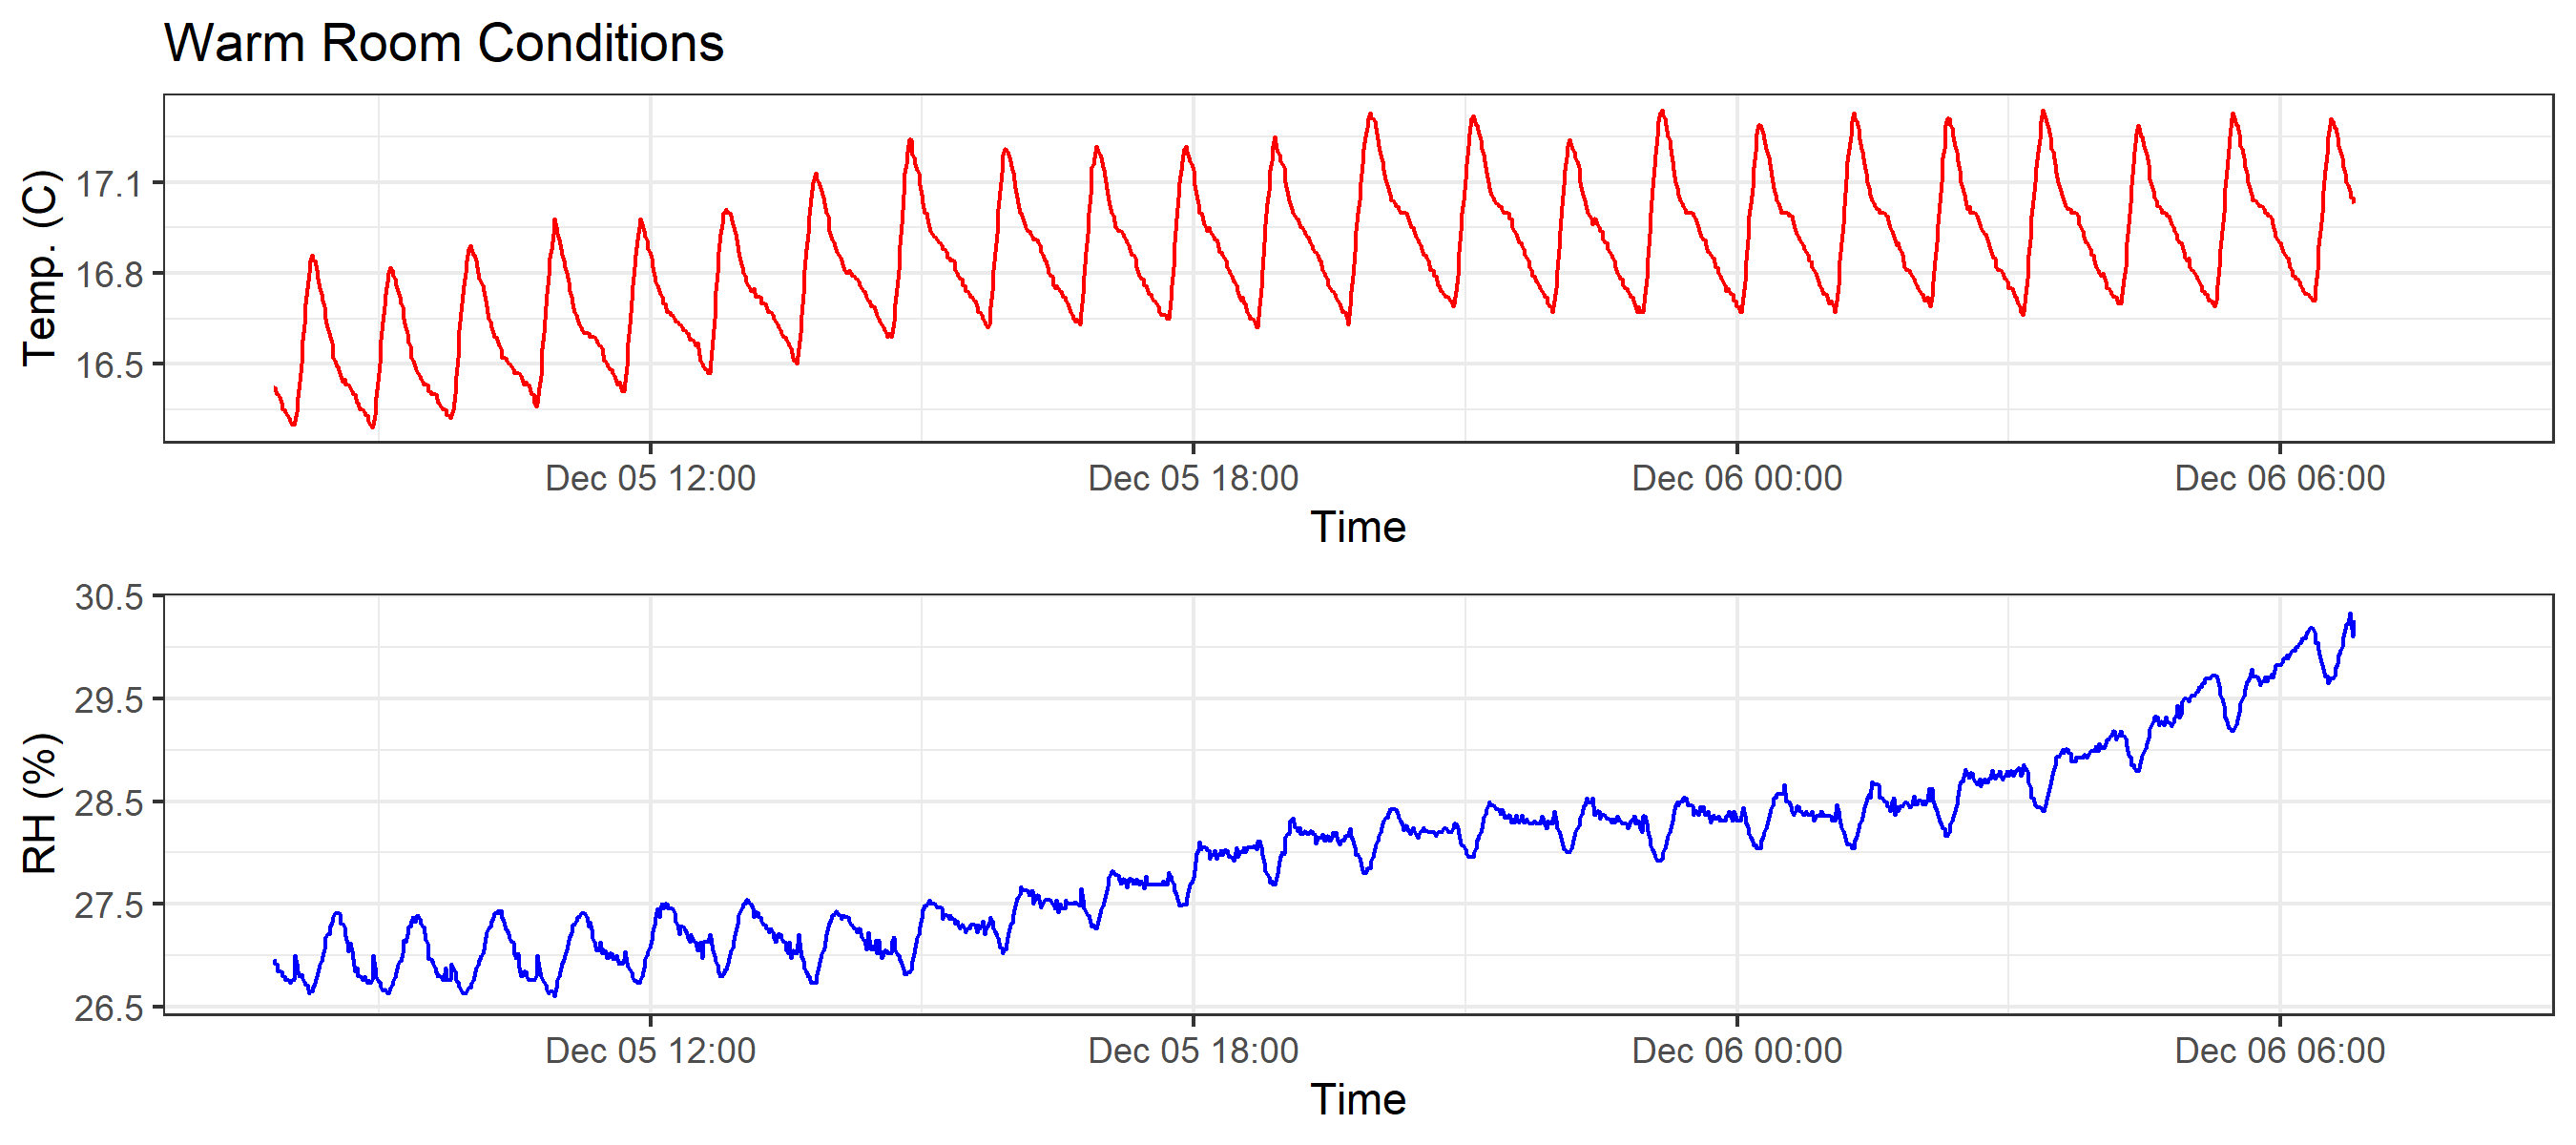 Warm Room Conditions
Temp. (C)
17.1
16.8
16.5
Dec 05 12:00 Dec 05 18:00 Dec 06 00:00 Dec 06 06:00
Time
RH (%)
30.5
29.5
28.5
27.5
26.5
Dec 05 12:00 Dec 05 18:00 Dec 06 00:00 Dec 06 06:00
Time